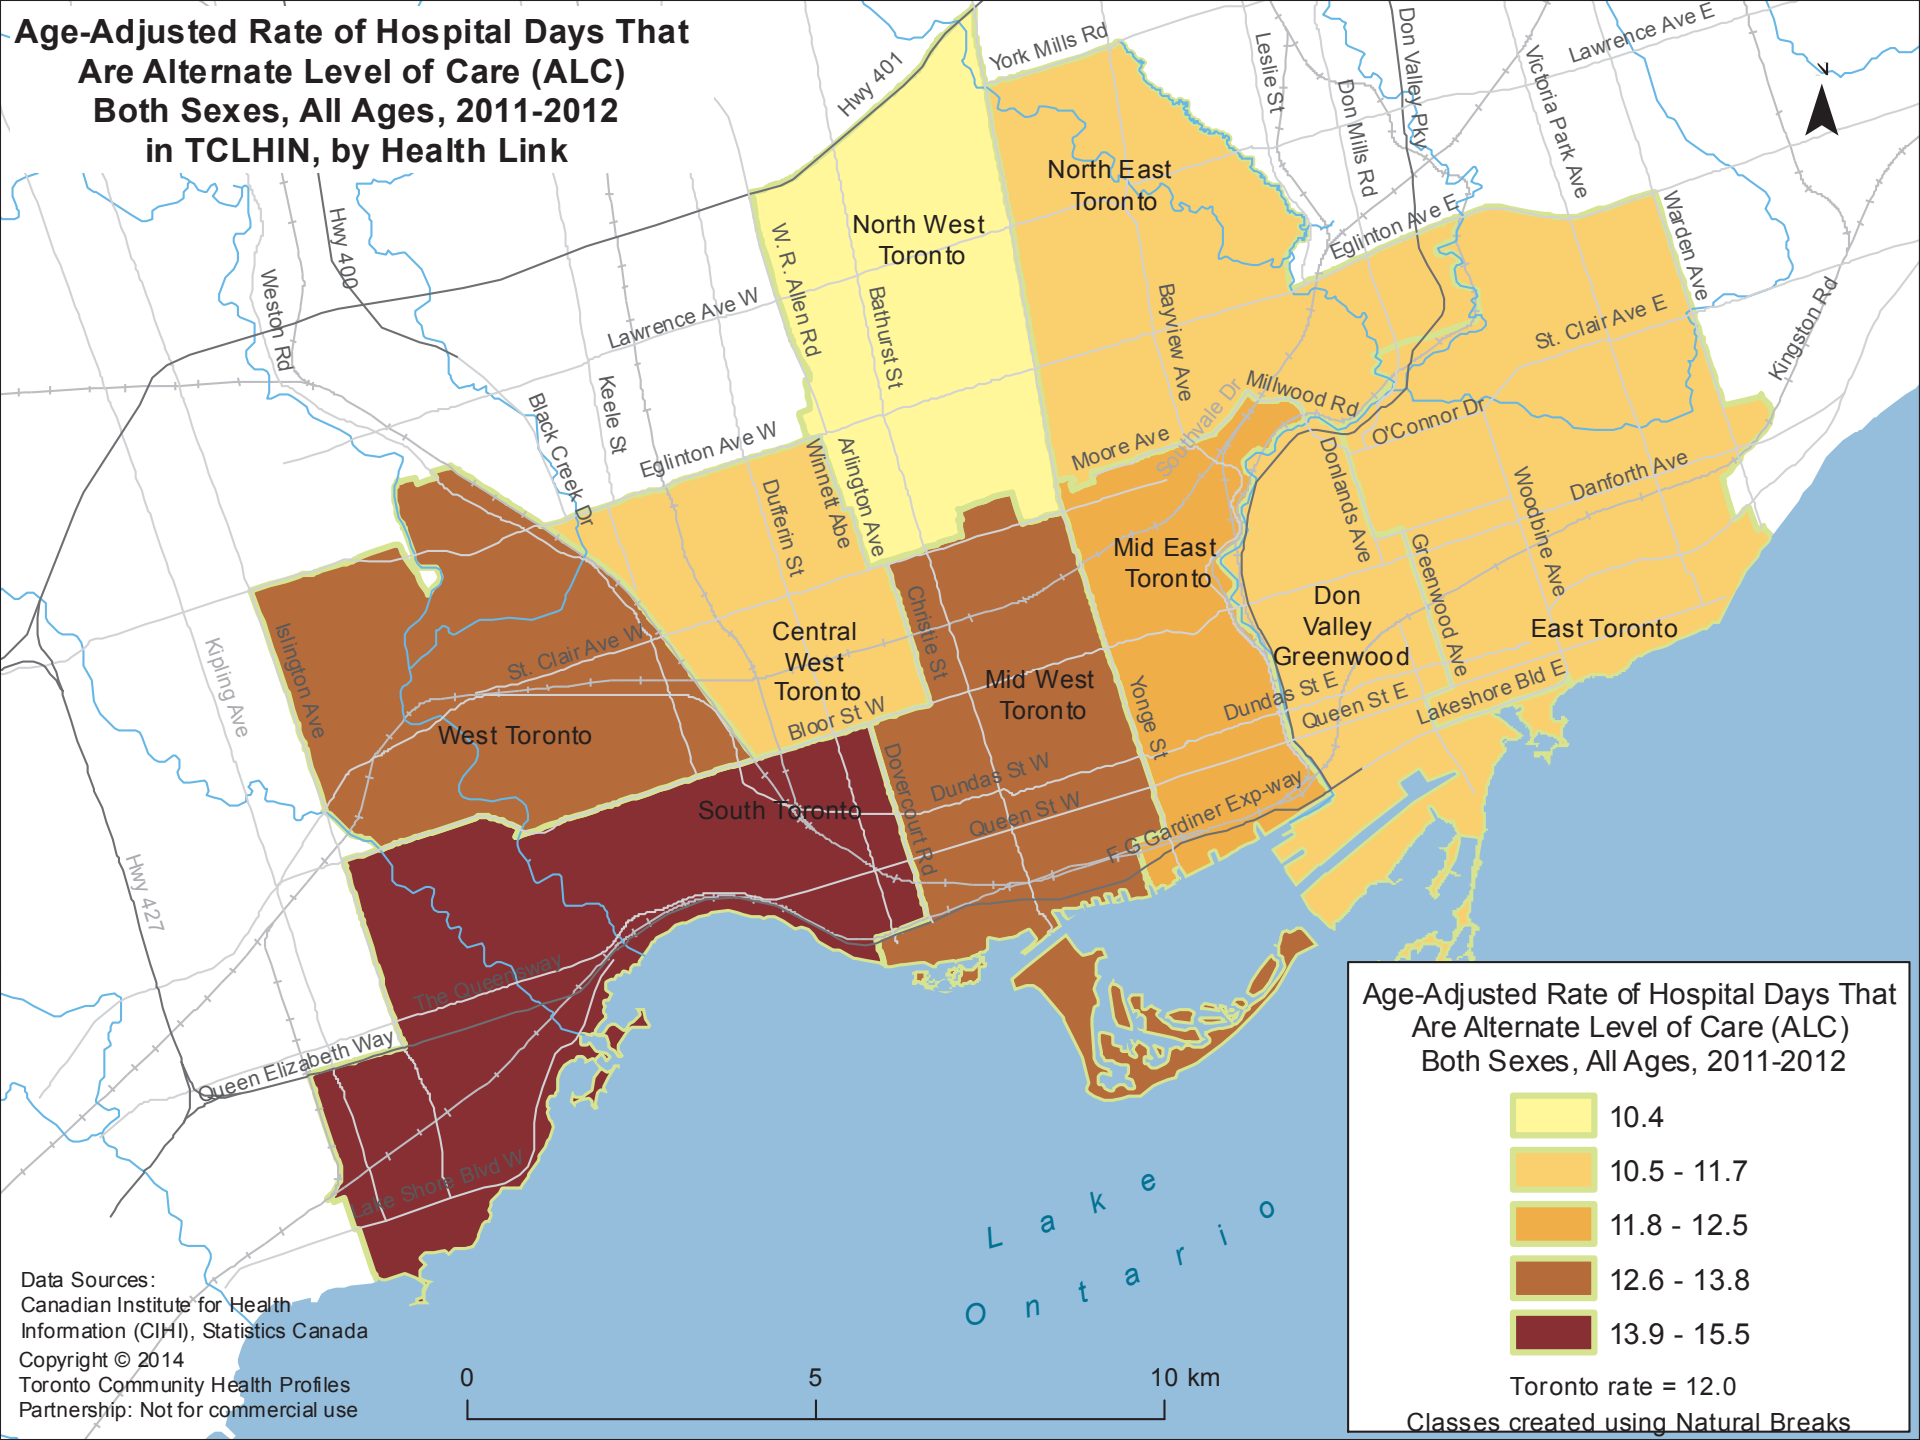 Age-Adjusted Rate of Hospital Days That
Are Alternate Level of Care (ALC)
Both Sexes, All Ages, 2011-2012
in TCLHIN, by Health Link
Hwy 401
York Mills Rd
Leslie St
Don Mills Rd
Don Valley Pky
Victoria Park Ave
Lawrence Ave E
N
North East
Toronto
North West
Toronto
Hwy 400
Weston Rd
W. R. Allen Rd
Bathurst St
Lawrence Ave W
Bayview Ave
Eglinton Ave E
Warden Ave
St. Clair Ave E
Kingston Rd
Keele St
Black Creek Dr
Eglinton Ave W
Winnett Abe
Arlington Ave
Dufferin St
Moore Ave
Southvale Dr
Millwood Rd
O'Connor Dr
Donlands Ave
Danforth Ave
Woodbine Ave
Greenwood Ave
Mid East
Toronto
Don
Valley
Greenwood
East Toronto
Central
West
Toronto
Christie St
Mid West
Toronto
Yonge St
Dundas St E
Queen St E
Lakeshore Bld E
Kipling Ave
Islington Ave
St. Clair Ave W
West Toronto
Bloor St W
South Toronto
Dovercourt Rd
Dundas St W
Queen St W
F G Gardiner Exp-way
Hwy 427
The Queensway
Queen Elizabeth Way
Lake Shore Blvd W
Lake
Ontario
Age-Adjusted Rate of Hospital Days That
Are Alternate Level of Care (ALC)
Both Sexes, All Ages, 2011-2012
10.4
10.5 - 11.7
11.8 - 12.5
12.6 - 13.8
13.9 - 15.5
Toronto rate = 12.0
Classes created using Natural Breaks
Data Sources:
Canadian Institute for Health
Information (CIHI), Statistics Canada
Copyright © 2014
Toronto Community Health Profiles
Partnership: Not for commercial use
0 5 10 km